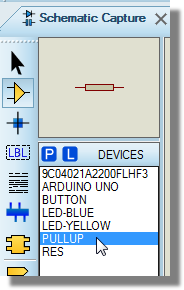 Schematic Capture
LBL
P L DEVICES
9C04021A2200FLHF3
ARDUINO UNO
BUTTON
LED-BLUE
LED-YELLOW
PULLUP
RES